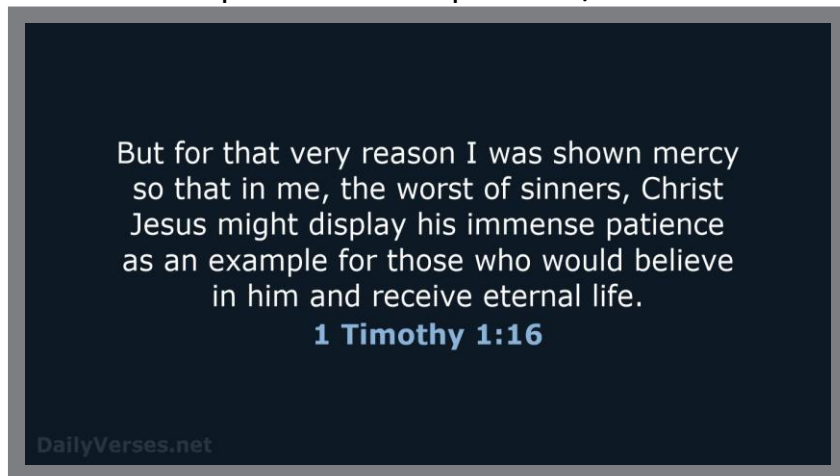 But for that very reason I was shown mercy
so that in me, the worst of sinners, Christ
Jesus might display his immense patience
as an example for those who would believe
in him and receive eternal life.
1 Timothy 1:16
DailyVerses.net